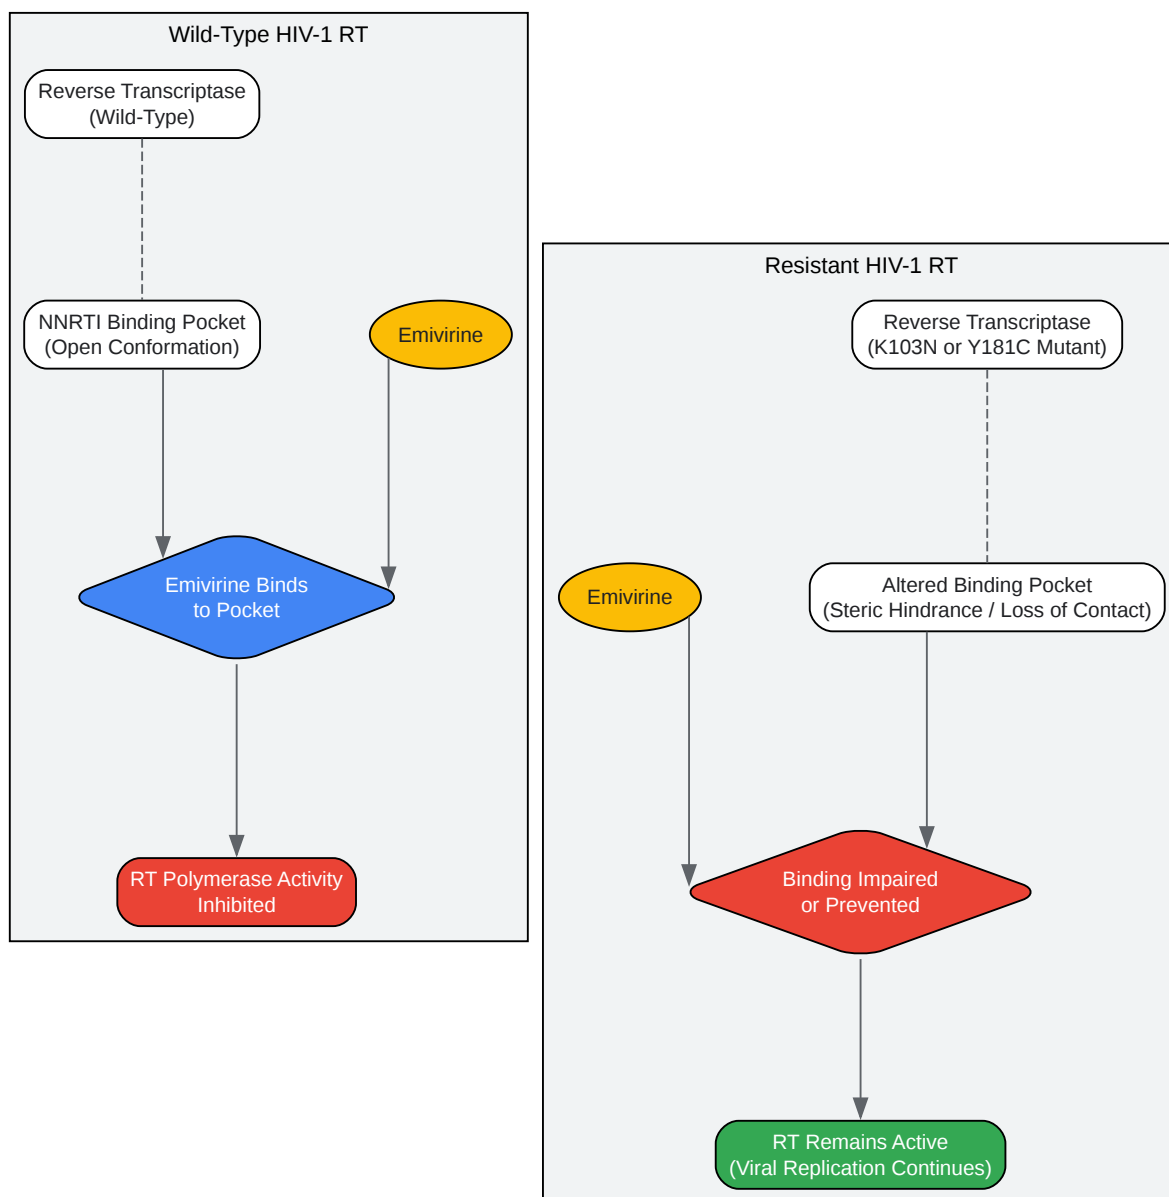 Wild-Type HIV-1 RT
Reverse Transcriptase
(Wild-Type)
NNRTI Binding Pocket
(Open Conformation)
Emivirine
Emivirine Binds
to Pocket
RT Polymerase Activity
Inhibited
Resistant HIV-1 RT
Reverse Transcriptase
(K103N or Y181C Mutant)
Emivirine
Altered Binding Pocket
(Steric Hindrance / Loss of Contact)
Binding Impaired
or Prevented
RT Remains Active
(Viral Replication Continues)